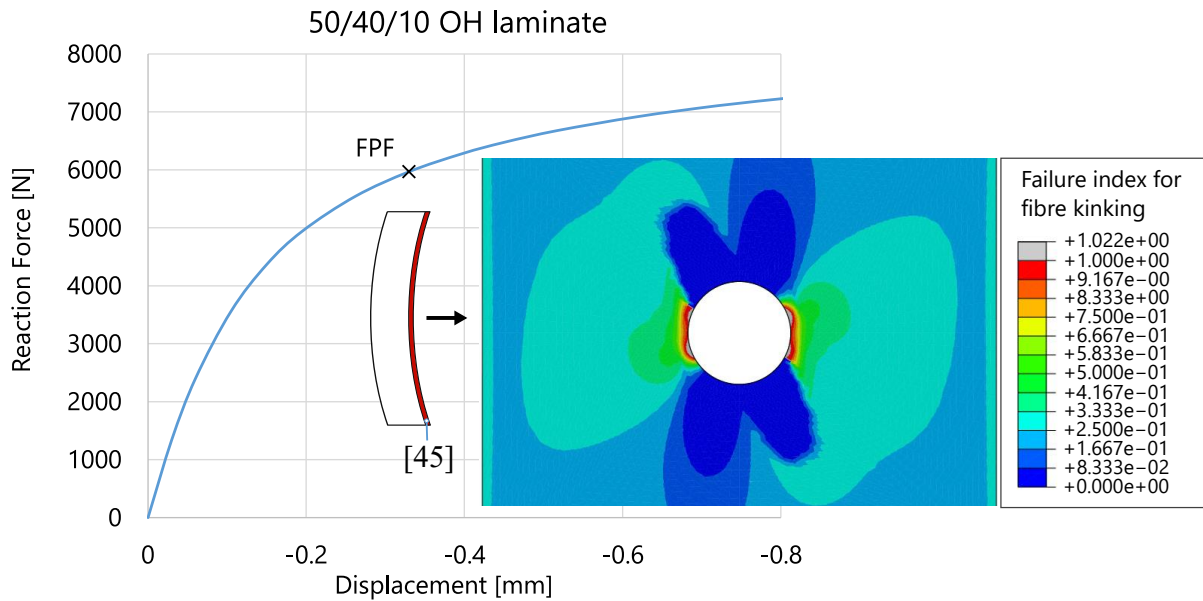 50/40/10 OH laminate
8000
7000
6000
5000
4000
3000
2000
1000
0
Reaction Force [N]
FPF
[45]
Failure index for
fibre kinking
+1.022e+00
+1.000e+00
+9.167e-00
+8.333e+00
+7.500e-01
+6.667e-01
+5.833e-01
+5.000e-01
+4.167e-01
+3.333e-01
+2.500e-01
+1.667e-01
+8.333e-02
+0.000e+00
0
-0.2
-0.4
-0.6
-0.8
Displacement [mm]